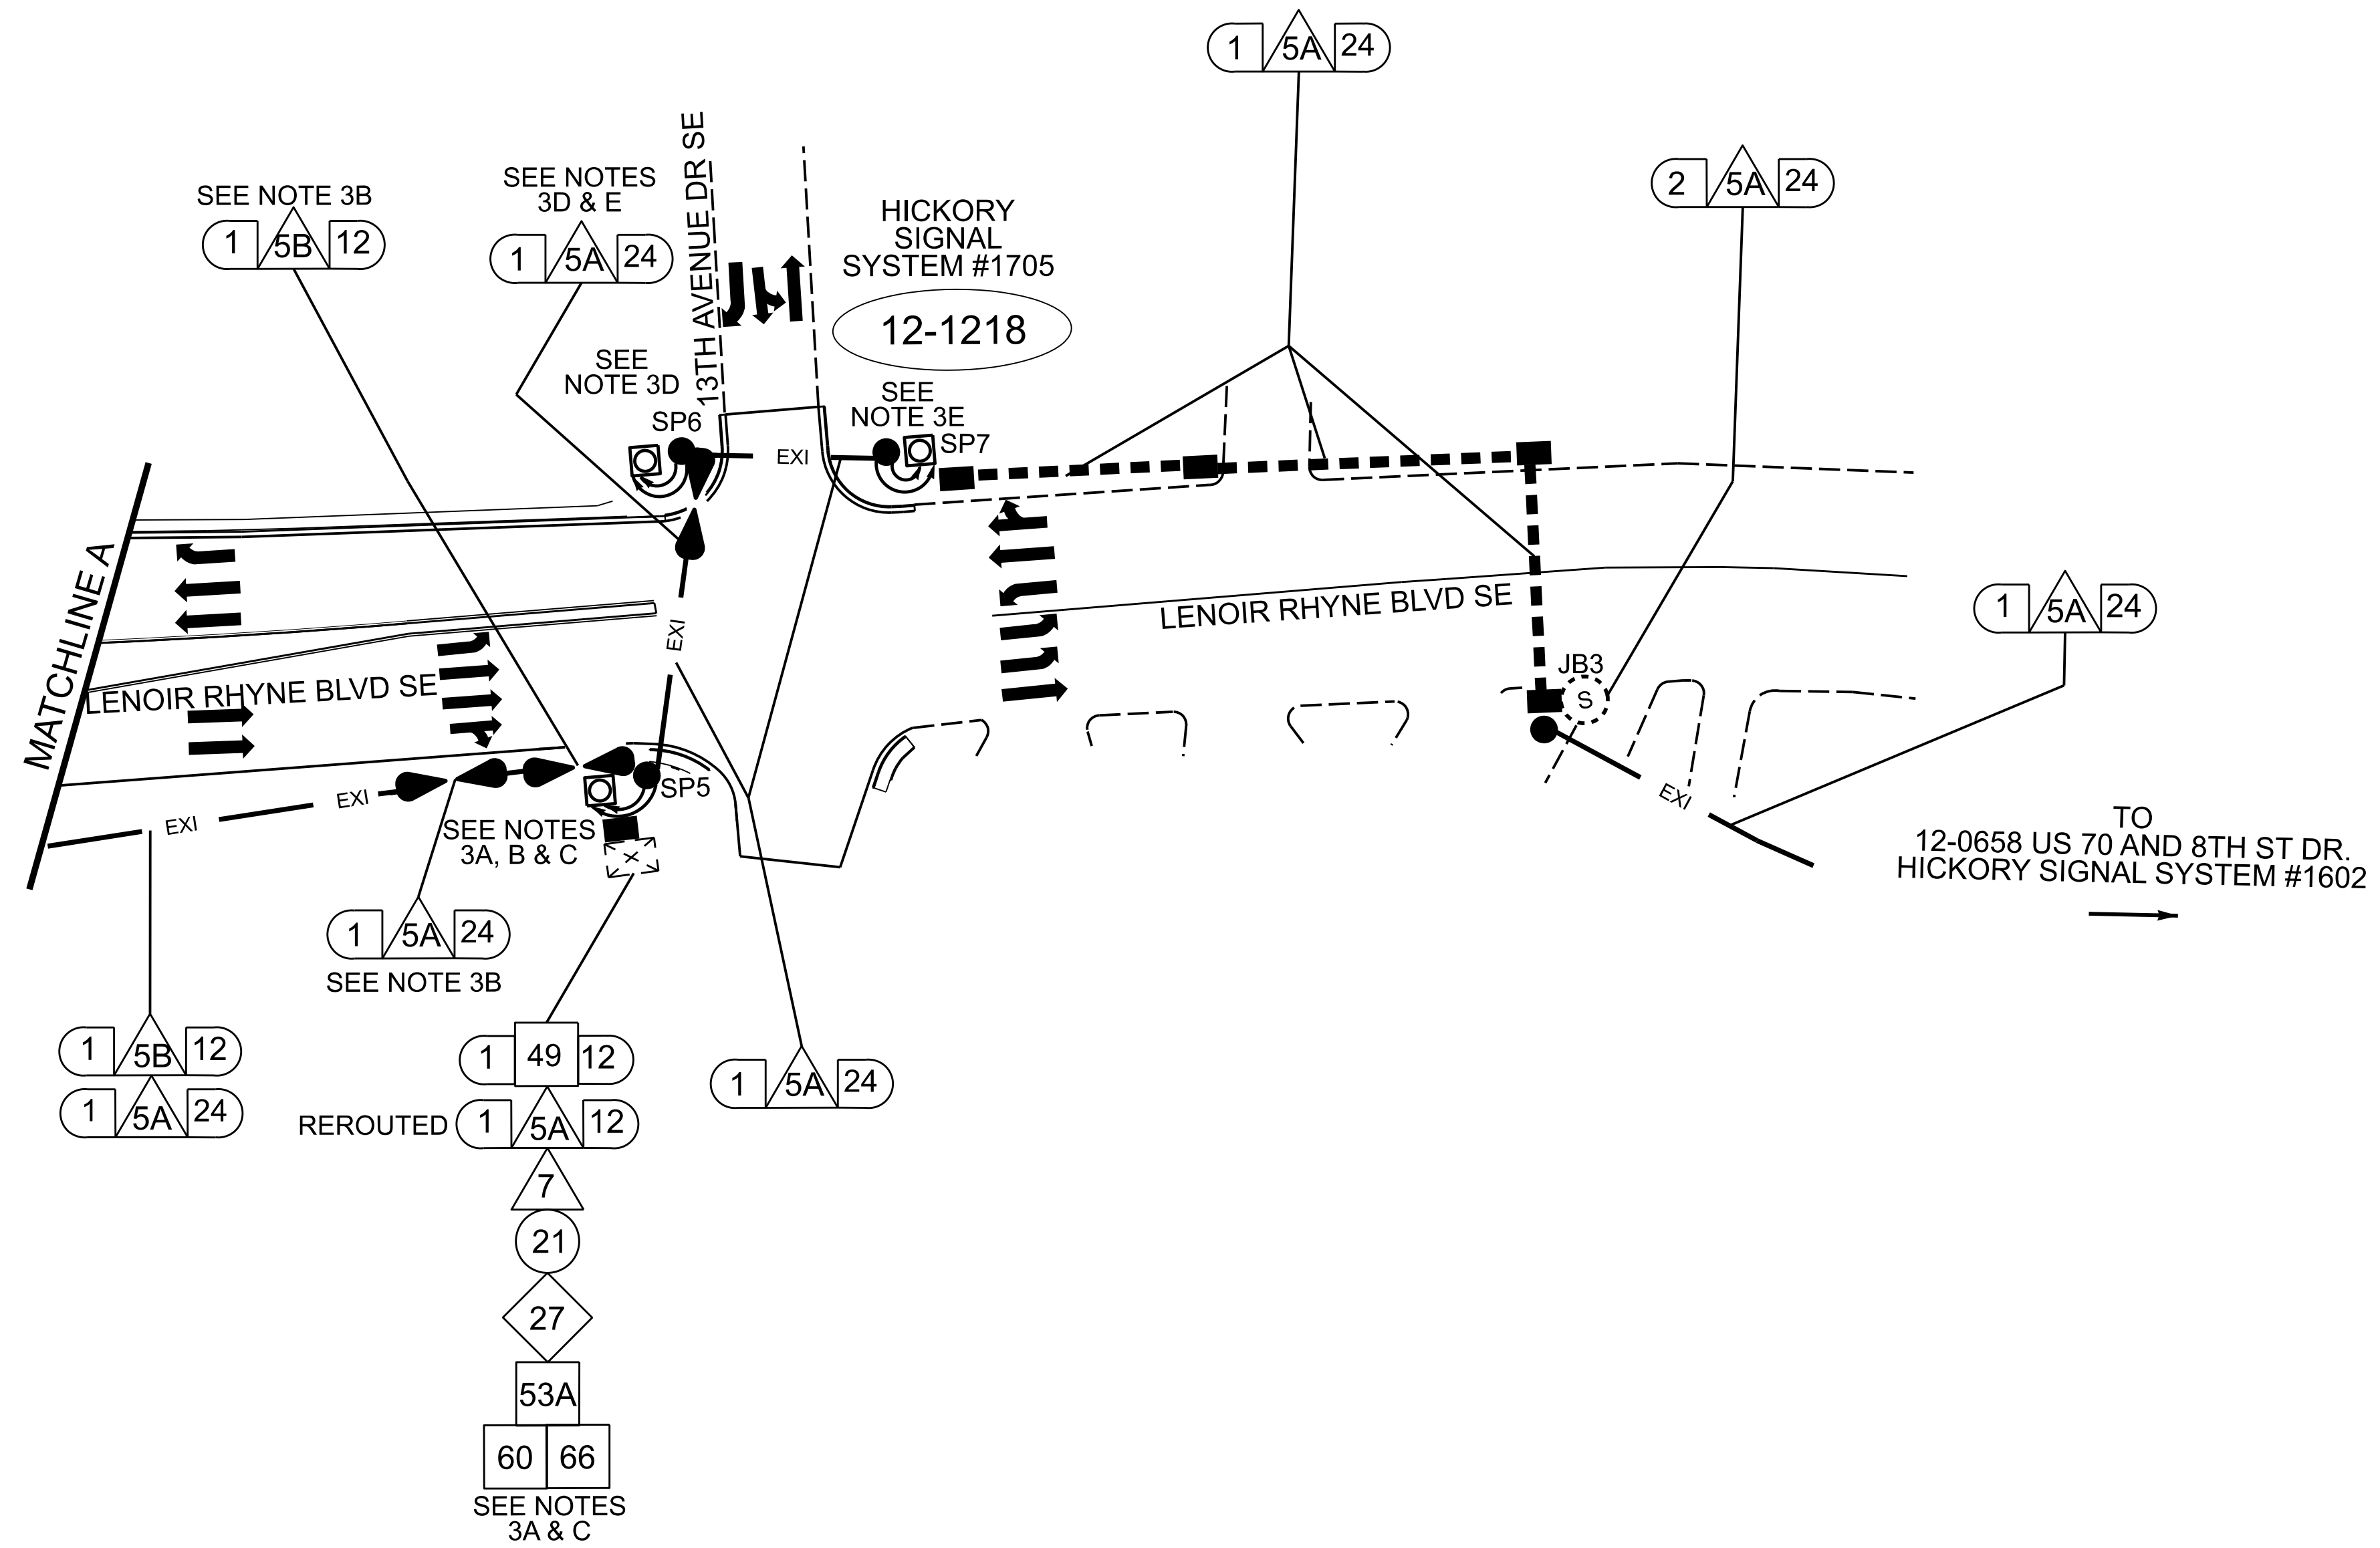 1 5A 24
2 5A 24
SEE NOTE 3B
1 5B 12
SEE NOTES
3D & E
1 5A 24
13TH AVENUE DR SE
HICKORY
SIGNAL
SYSTEM #1705
12-1218
SEE
NOTE 3D
SP6
SEE
NOTE 3E
SP7
EXI
MATCHLINE A
LENOIR RHYNE BLVD SE
EXI
LENOIR RHYNE BLVD SE
1 5A 24
JB3
S
EXI
EXI
EXI
SP5
SEE NOTES
3A, B & C
X
TO
12-0658 US 70 AND 8TH ST DR.
HICKORY SIGNAL SYSTEM #1602
1 5A 24
SEE NOTE 3B
1 5B 12
1 5A 24
1 49 12
REROUTED 1 5A 12
7
21
27
53A
60 66
SEE NOTES
3A & C
1 5A 24